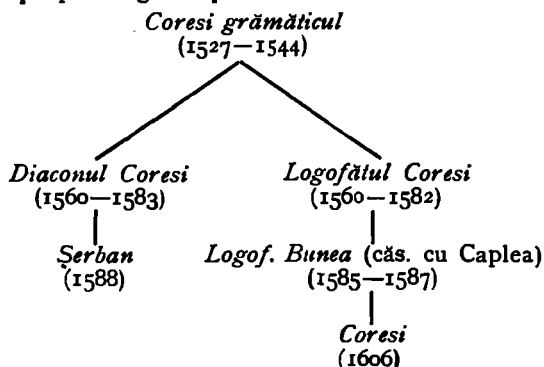 Coresi grămăticul
(1527—1544)
Diaconul Coresi
Logofătul Coresi
(1560—1583)
(1560—1582)
Șerban
Logof. Bunea (căs. cu Caplea)
(1588)
(1585—1587)
Coresi
(1606)